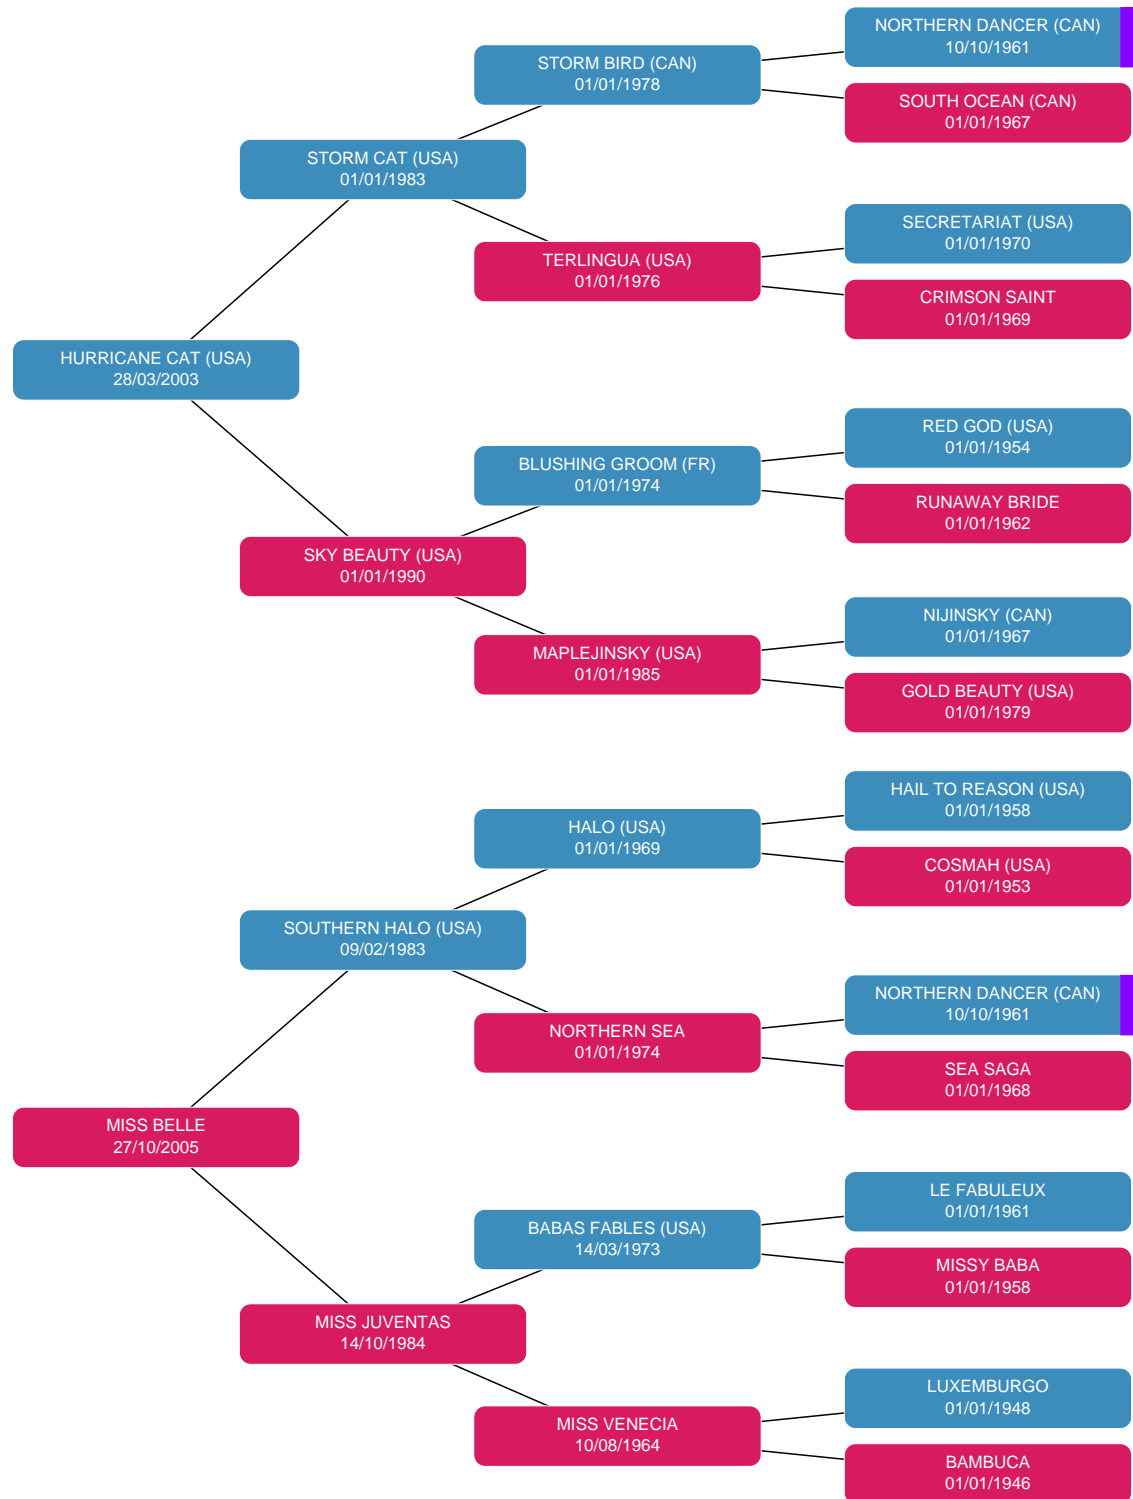 NORTHERN DANCER (CAN)
10/10/1961
STORM BIRD (CAN)
01/01/1978
SOUTH OCEAN (CAN)
01/01/1967
STORM CAT (USA)
01/01/1983
SECRETARIAT (USA)
01/01/1970
TERLINGUA (USA)
01/01/1976
CRIMSON SAINT
01/01/1969
HURRICANE CAT (USA)
28/03/2003
RED GOD (USA)
01/01/1954
BLUSHING GROOM (FR)
01/01/1974
RUNAWAY BRIDE
01/01/1962
SKY BEAUTY (USA)
01/01/1990
NIJINSKY (CAN)
01/01/1967
MAPLEJINSKY (USA)
01/01/1985
GOLD BEAUTY (USA)
01/01/1979
HAIL TO REASON (USA)
01/01/1958
HALO (USA)
01/01/1969
COSMAH (USA)
01/01/1953
SOUTHERN HALO (USA)
09/02/1983
NORTHERN DANCER (CAN)
10/10/1961
NORTHERN SEA
01/01/1974
SEA SAGA
01/01/1968
MISS BELLE
27/10/2005
LE FABULEUX
01/01/1961
BABAS FABLES (USA)
14/03/1973
MISSY BABA
01/01/1958
MISS JUVENTAS
14/10/1984
LUXEMBURGO
01/01/1948
MISS VENECIA
10/08/1964
BAMBUCA
01/01/1946